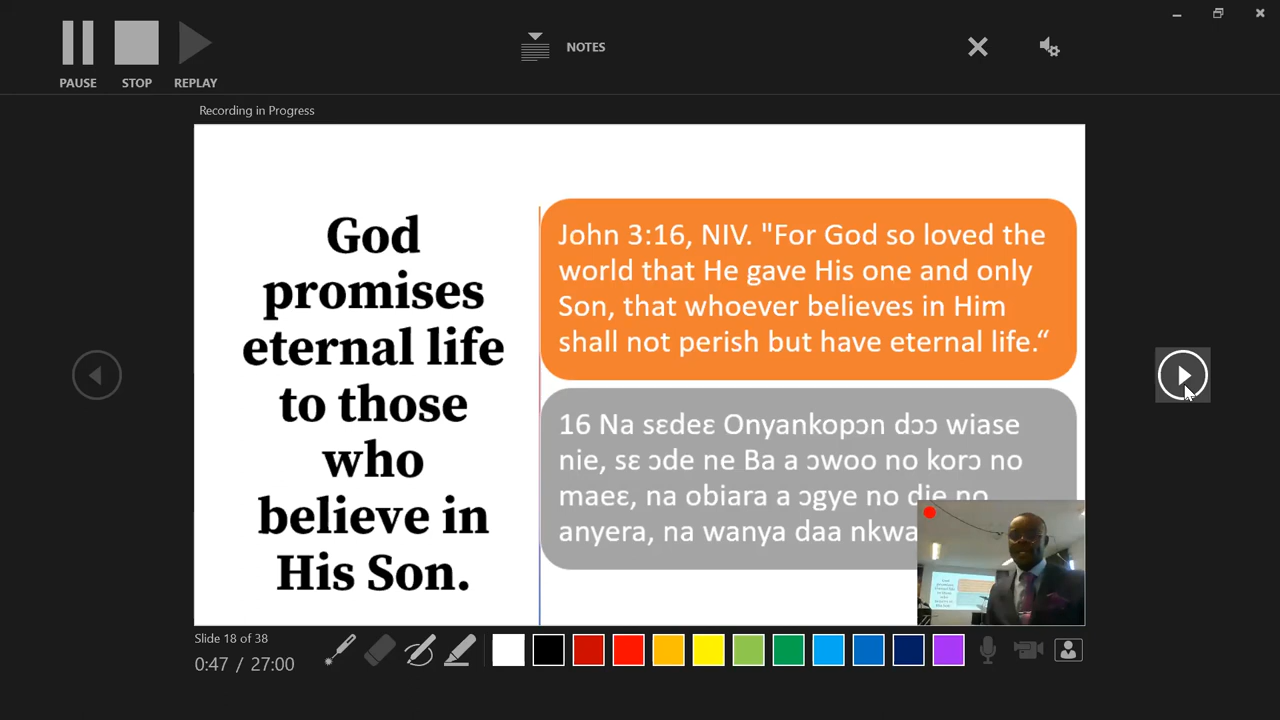 PAUSE
STOP
REPLAY
NOTES
Recording in Progress
God
promises
eternal life
to those
who
believe in
His Son.
John 3:16, NIV. "For God so loved the
world that He gave His one and only
Son, that whoever believes in Him
shall not perish but have eternal life.“
16 Na sɛdeɛ Onyankopɔn dɔɔ wiase
nie, sɛ ɔde ne Ba a ɔwoo no korɔ no
maeɛ, na obiara a ɔgye no die no
anyera, na wanya daa nkwa
Slide 18 of 38
0:47 / 27:00